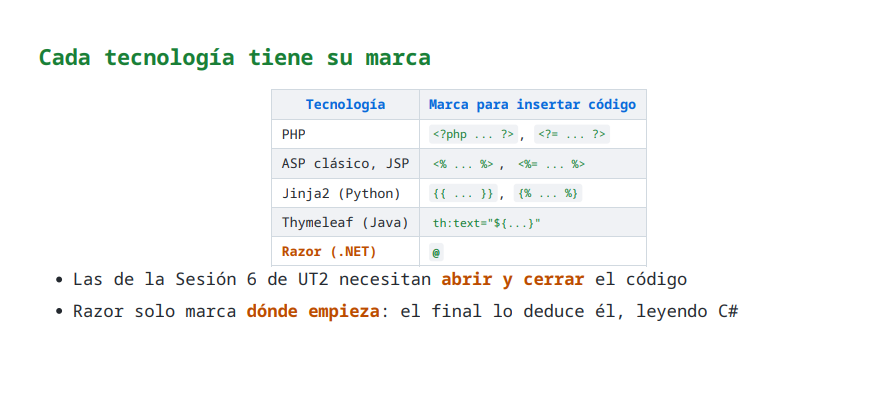 Cada tecnología tiene su marca
Tecnología Marca para insertar código
PHP <?php ... ?>, <?= ... ?>
ASP clásico, JSP <% ... %>, <%= ... %>
Jinja2 (Python) {{ ... }}, {% ... %}
Thymeleaf (Java) th:text="${...}"
Razor (.NET) @
• Las de la Sesión 6 de UT2 necesitan abrir y cerrar el código
• Razor solo marca dónde empieza: el final lo deduce él, leyendo C#